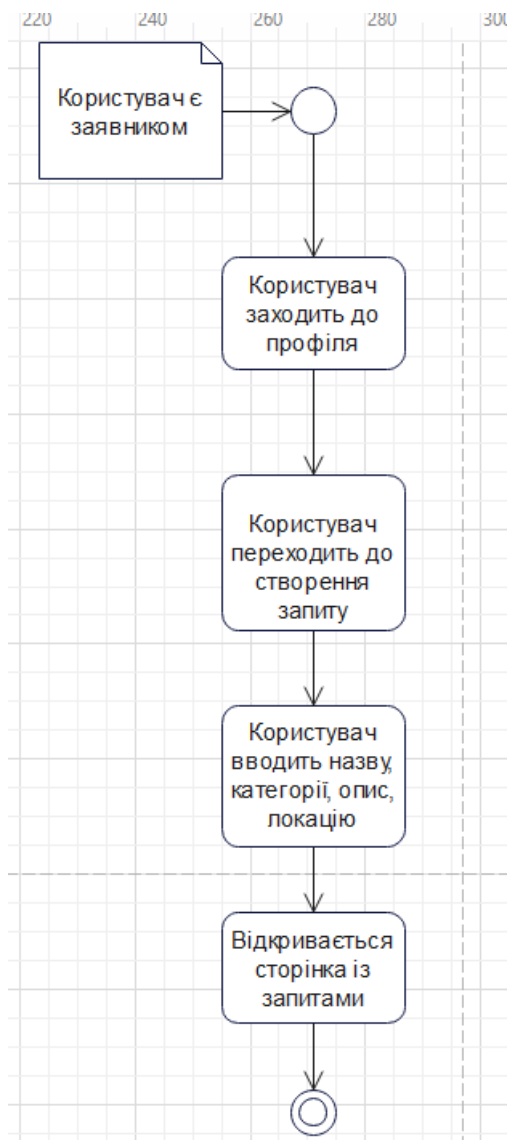 220
240
260
280
300
Користувач є
заявником
Користувач
заходить до
профіля
Користувач
переходить до
створення
запиту
Користувач
вводить назву,
категорії, опис,
локацію
Відкривається
сторінка із
запитами